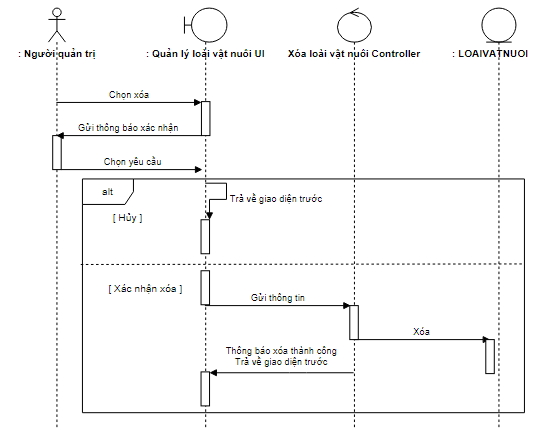 : Người quản trị
: Quản lý loài vật nuôi UI
Xóa loài vật nuôi Controller
: LOAIVATNUOI
Chọn xóa
Gửi thông báo xác nhận
Chọn yêu cầu
alt
Trả về giao diện trước
[ Hủy ]
[ Xác nhận xóa ]
Gửi thông tin
Xóa
Thông báo xóa thành công
Trả về giao diện trước